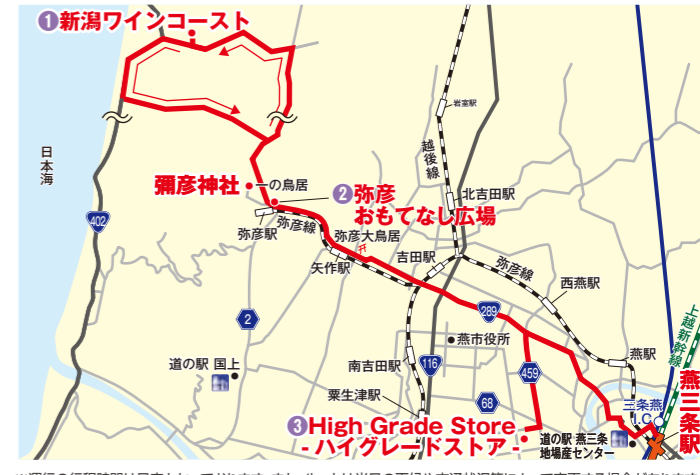 ①新潟ワインコースト
岩室駅
越後線
日本海
彌彦神社
一の鳥居
②弥彦
おもてなし広場
北吉田駅
402
弥彦駅
弥彦線
弥彦大鳥居
矢作駅
吉田駅
弥彦線
西燕駅
上越新幹線
2
289
燕市役所
燕駅
道の駅 国上
南吉田駅
116
459
粟生津駅
68
三条燕
I.C
燕三条駅
③High Grade Store
- ハイグレードストア -
道の駅 燕三条
地場産センター